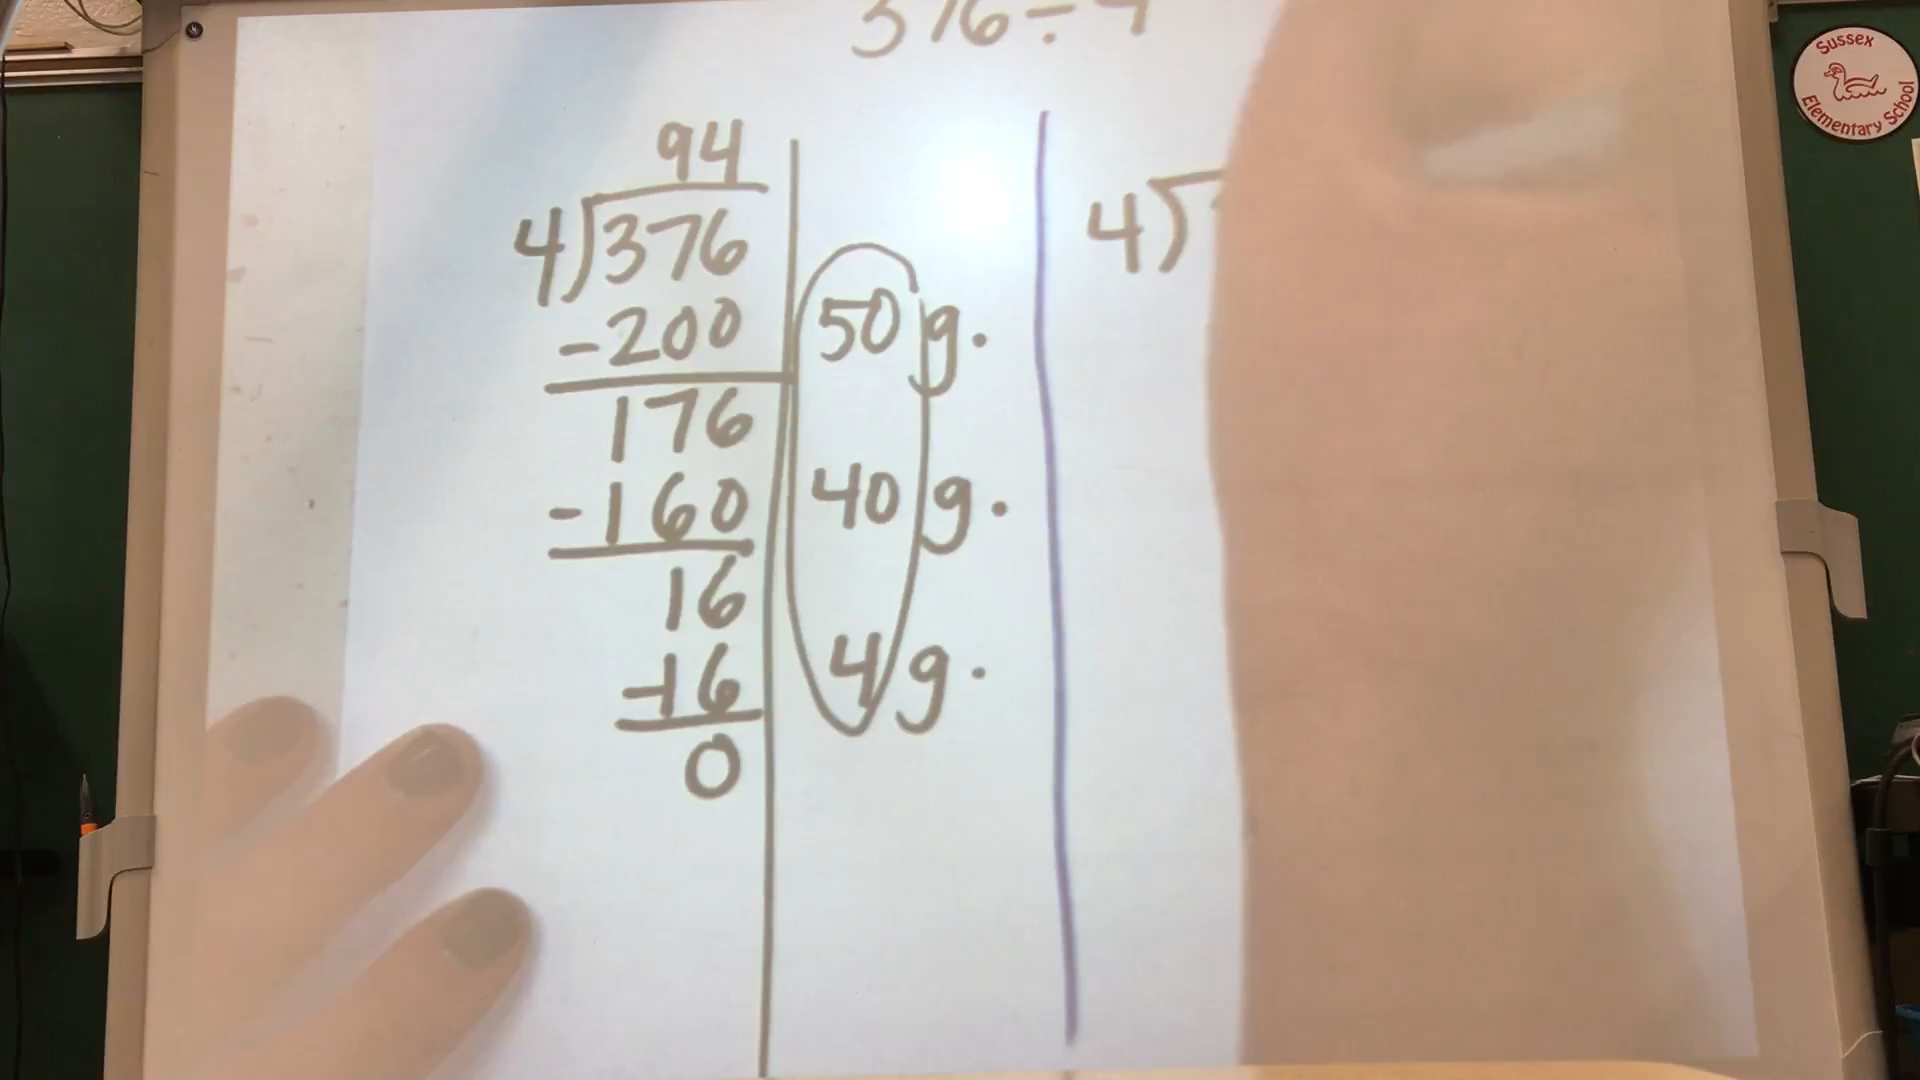 376÷4
94
4)376
-200 50 g.
176
-160 40 g.
16
-16 4 g.
0
4)
Sussex
Elementary School